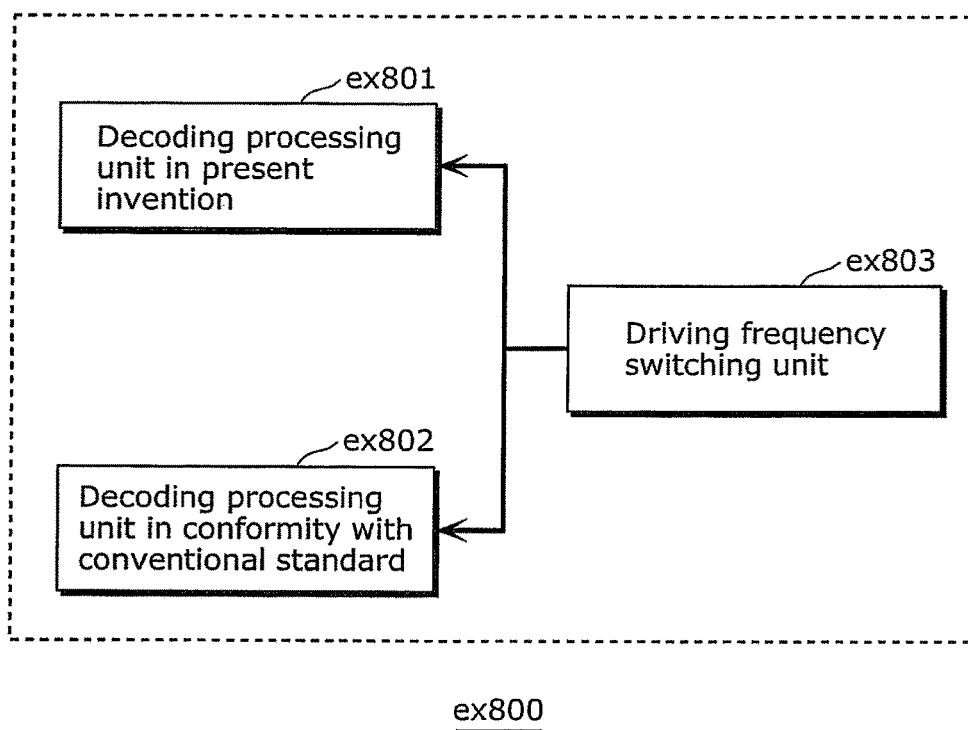 ex801
Decoding processing
unit in present
invention
ex803
Driving frequency
switching unit
ex802
Decoding processing
unit in conformity with
conventional standard
ex800